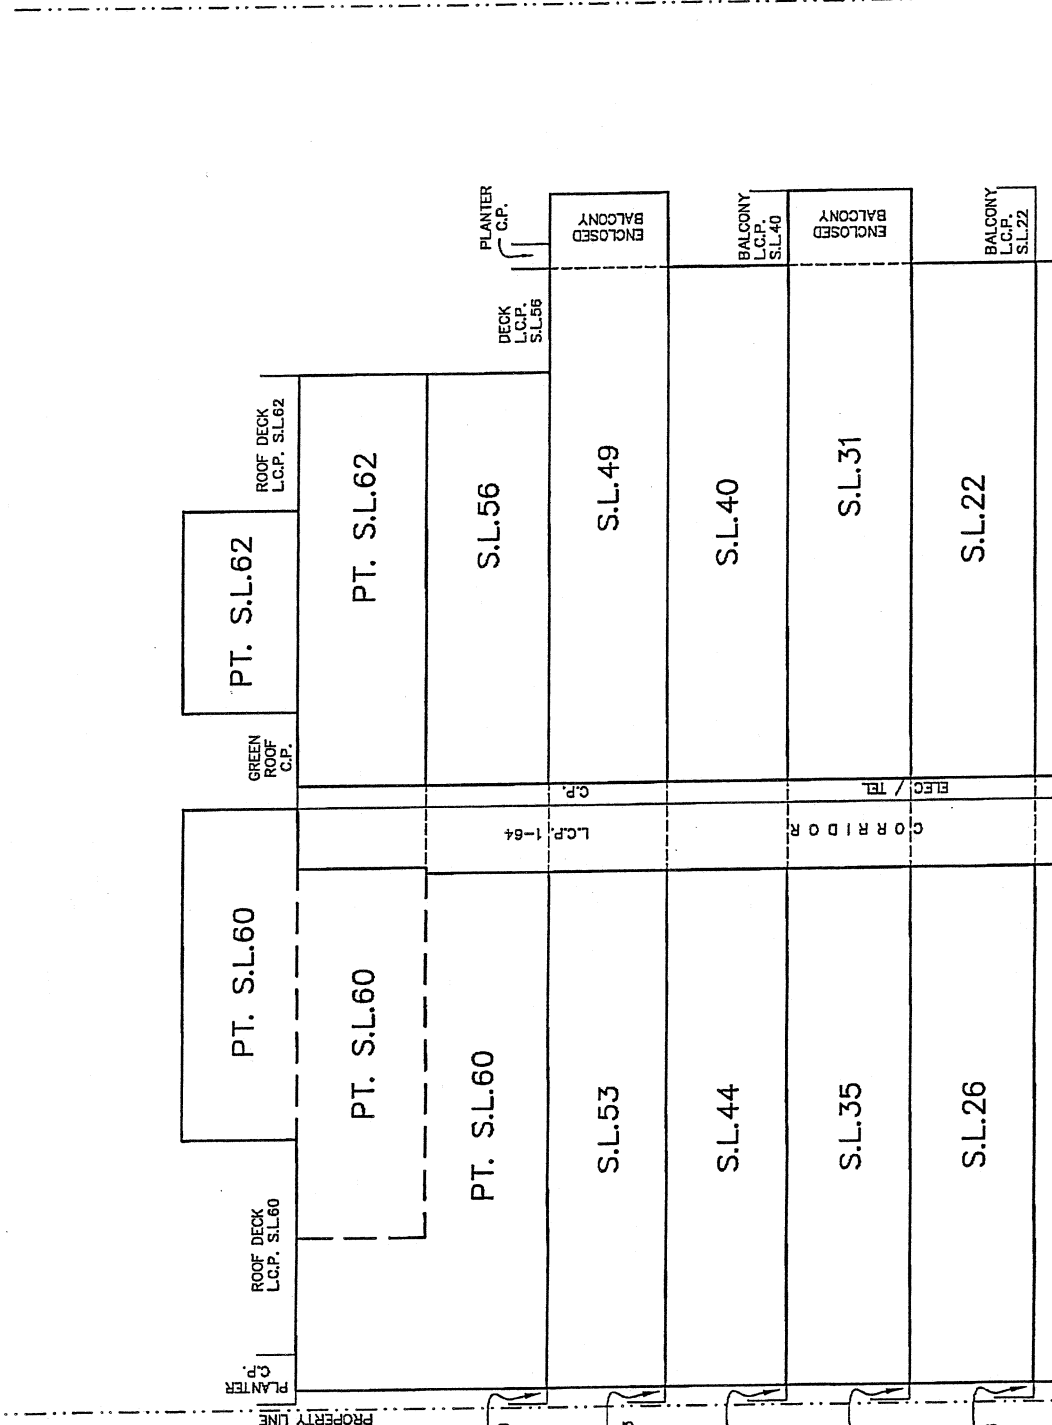 PLANTER
C.P.
ENCLOSED
BALCONY
BALCONY
L.C.P.
S.L.40
ENCLOSED
BALCONY
BALCONY
L.C.P.
S.L.22
DECK
L.C.P.
S.L.56
ROOF DECK
L.C.P. S.L.62
PT. S.L.62
PT. S.L.62
S.L.56
S.L.49
S.L.40
S.L.31
S.L.22
GREEN
ROOF
C.P.
C.P.
ELEC / TEL
L.C.P. 1-64
CORRIDOR
PT. S.L.60
PT. S.L.60
PT. S.L.60
S.L.53
S.L.44
S.L.35
S.L.26
ROOF DECK
L.C.P. S.L.60
PLANTER
C.P.
PROPERTY LINE